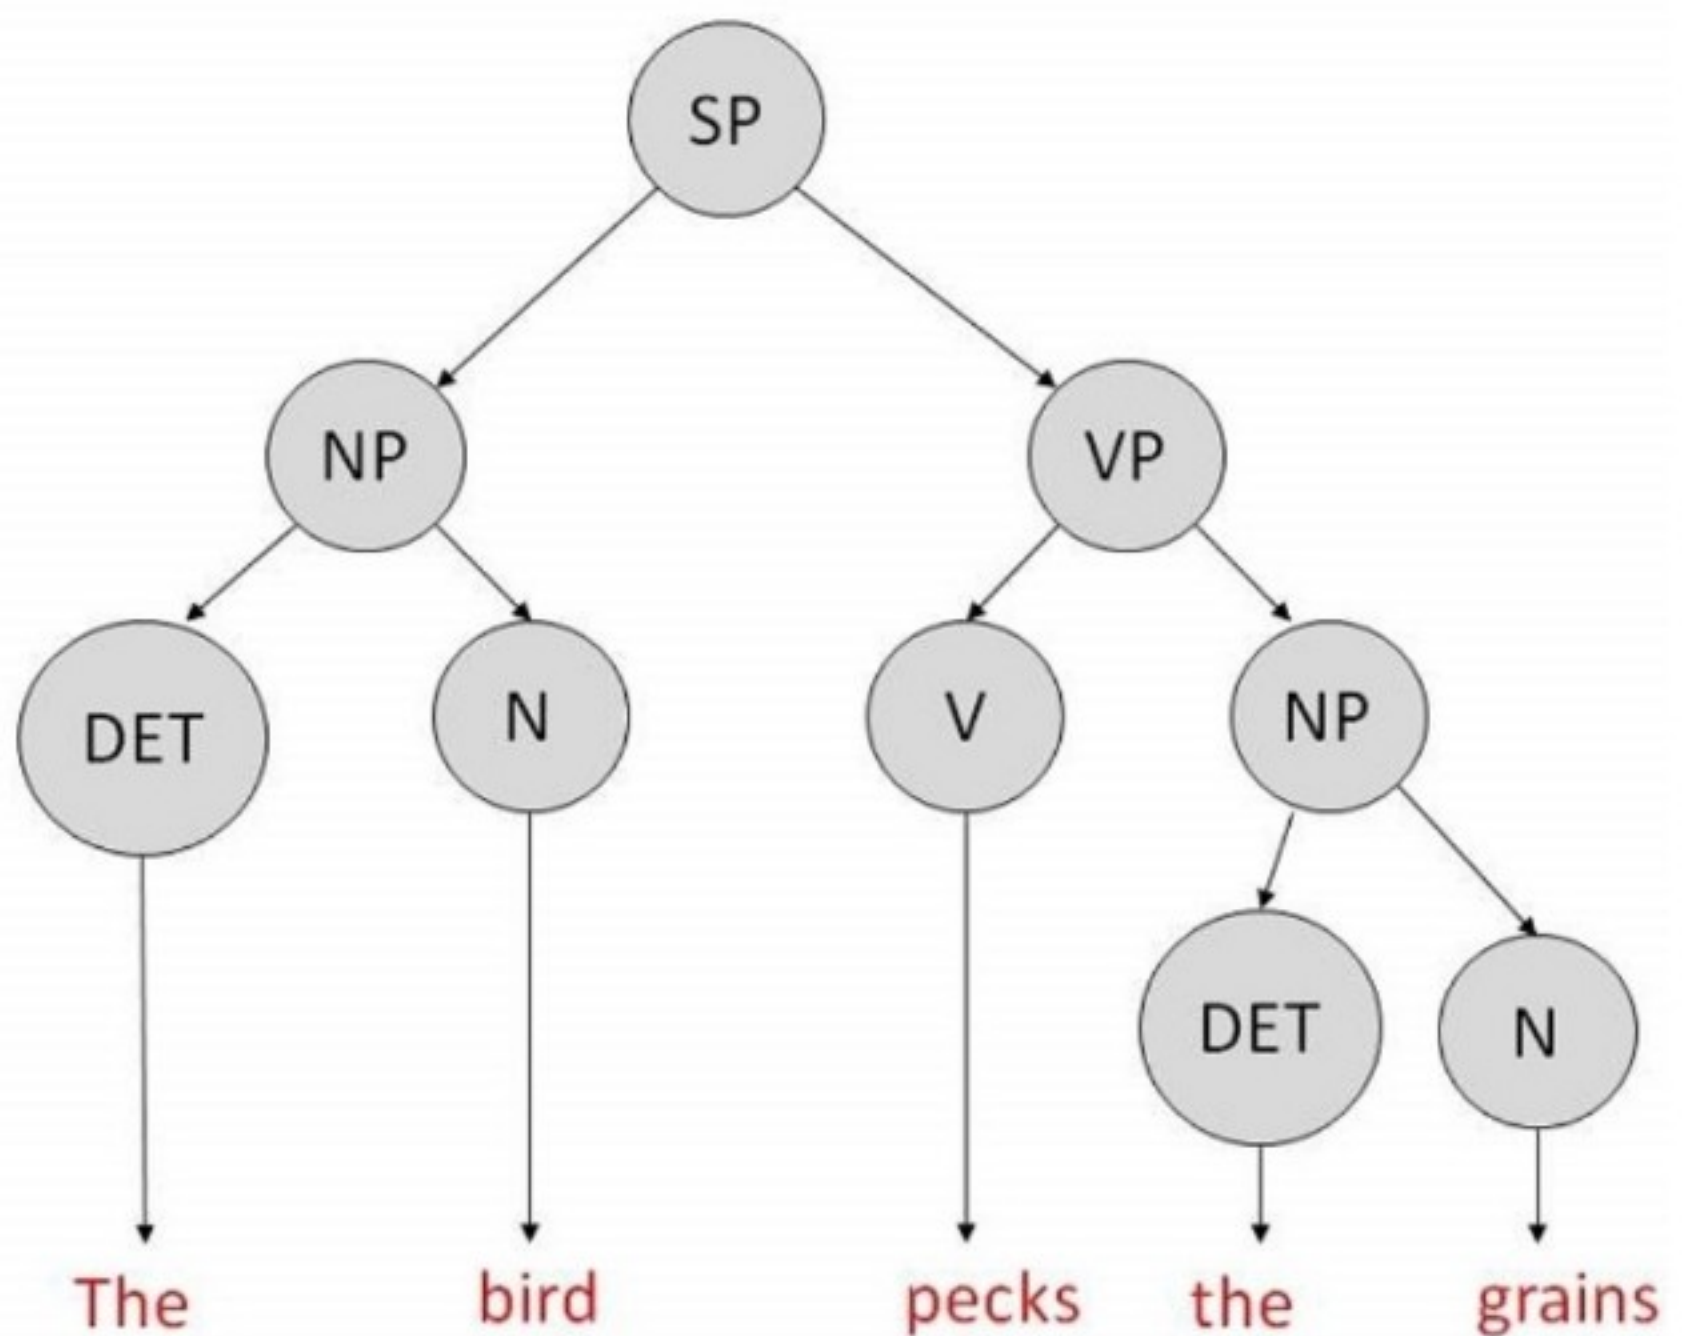 SP
NP VP
DET N V NP
DET N
The bird pecks the grains